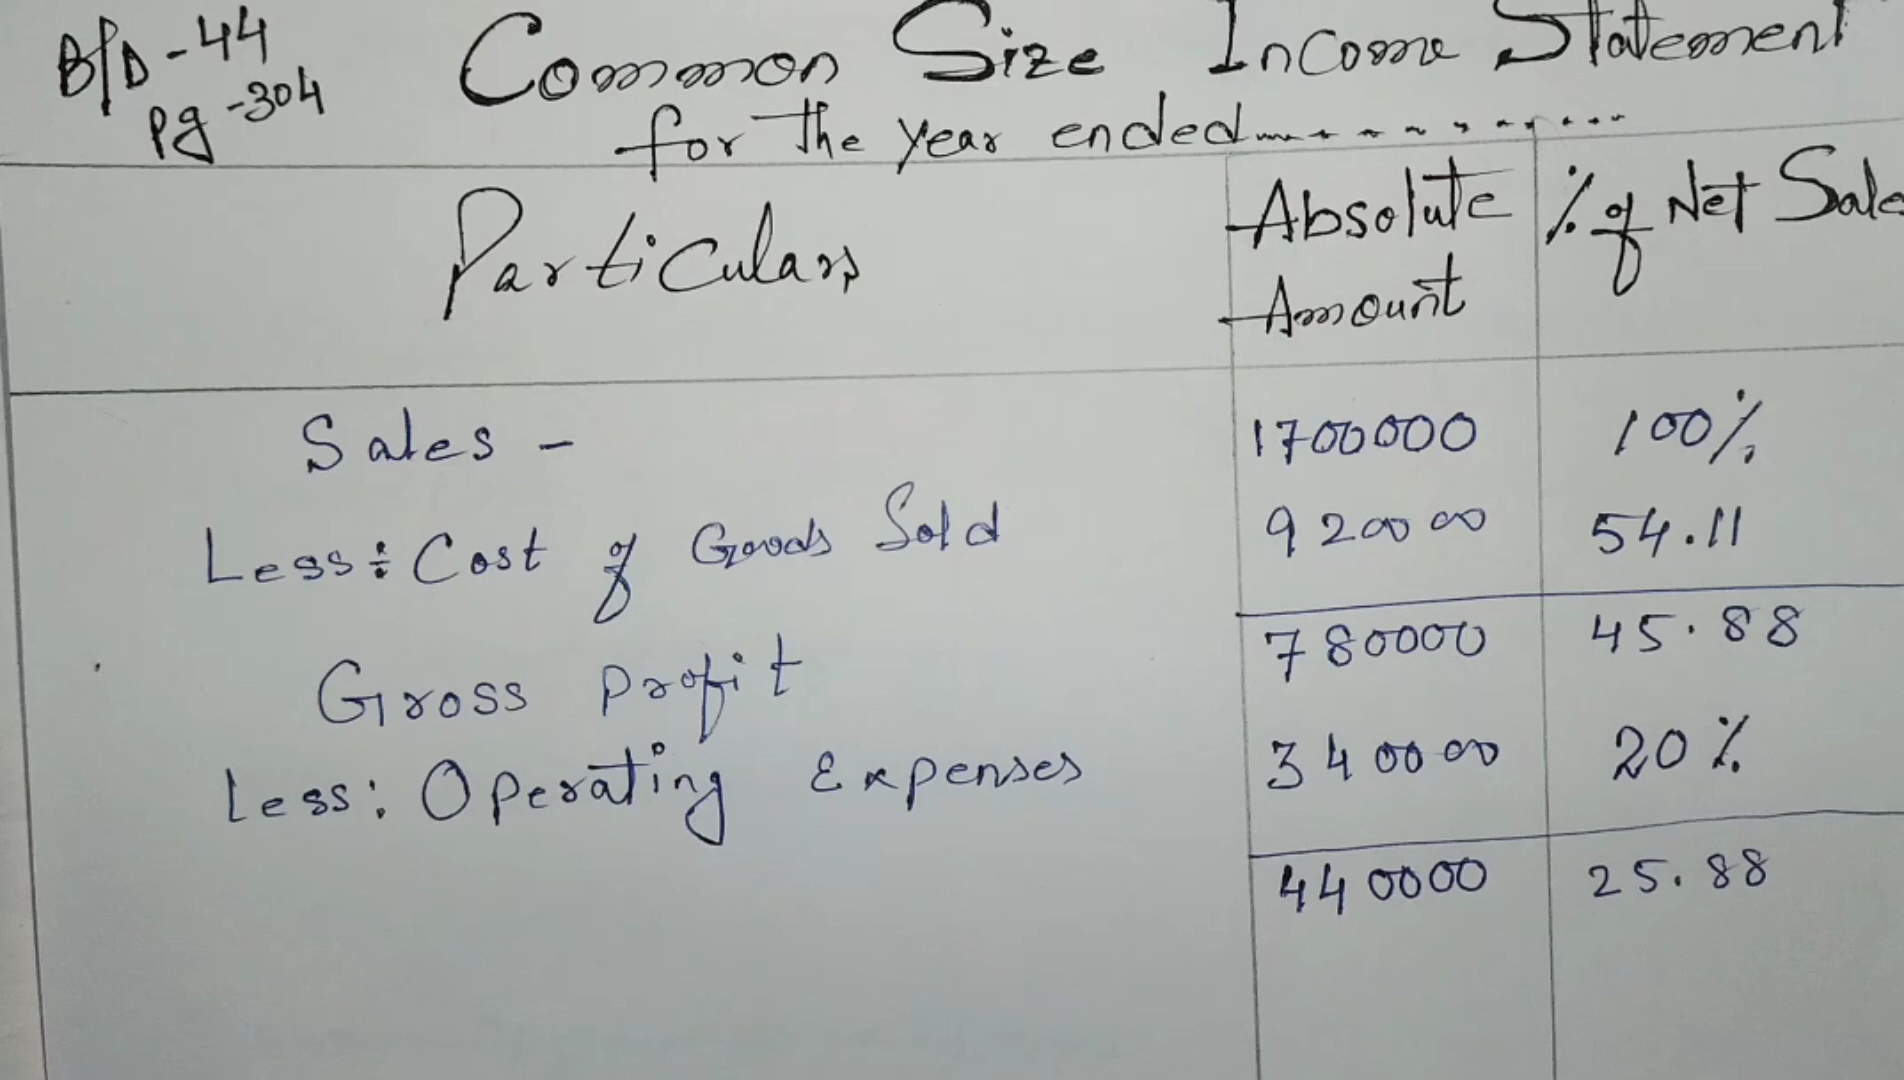 B/D - 44
Pg - 304
Common Size Income Statement
for the year ended..........
Particulars
Absolute Amount
% of Net Sale
Sales - 1700000 100%
Less: Cost of Goods Sold 920000 54.11
Gross Profit 780000 45.88
Less: Operating Expenses 340000 20%
440000 25.88